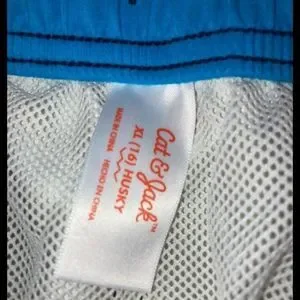 Cat & Jack™
XL (16) HUSKY
MADE IN CHINA
HECHO EN CHINA